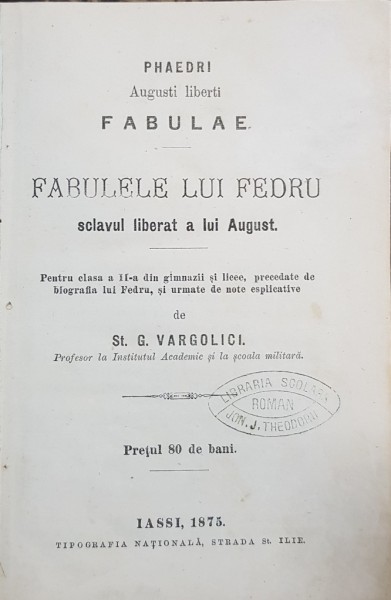 PHAEDRI
Augusti liberti
FABULAE.
FABULELE LUI FEDRU
sclavul liberat a lui August.
Pentru clasa a II-a din gimnazii și licee, precedate de
biografia lui Fedru, și urmate de note esplicative
de
St. G. VARGOLICI.
Profesor la Institutul Academic și la școala militară.
LIBRARIA SCOLARA
ROMAN
ION. J. THEODORU
Prețul 80 de bani.
IASSI, 1875.
TIPOGRAFIA NAȚIONALĂ, STRADA St. ILIE.